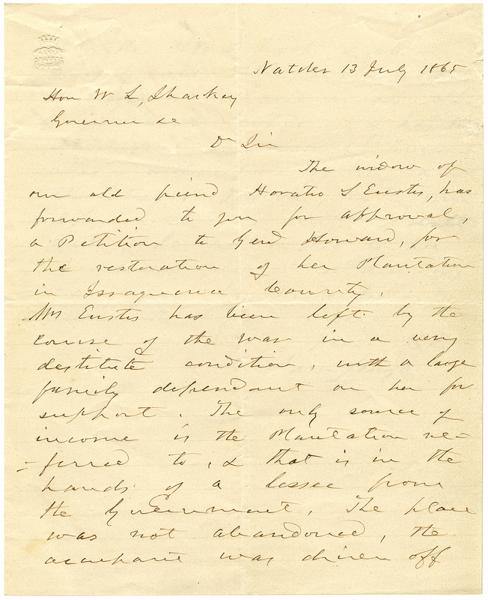 Natchez 13 July 1865
Hon W L Sharkey
Governor &c
Dr Sir
The widow of
our old friend Horatio S Eustis, has
forwarded to you for approval,
a Petition to Genl Howard, for
the restoration of her Plantation
in Issaquena County.
Mrs Eustis has been left by the
course of the war in a very
destitute condition, with a large
family dependant on her for
support. The only source of
income is the Plantation re=
=ferred to, & that is in the
hands of a lessee from
the Government. The place
was not abandoned, the
occupant was driven off